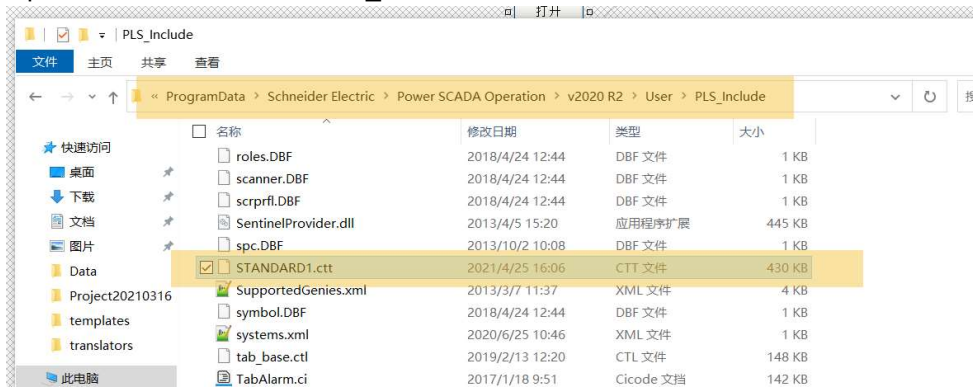 打廾
PLS_Include
文件 主页 共享 查看
« ProgramData > Schneider Electric > Power SCADA Operation > v2020 R2 > User > PLS_Include
名称 修改日期 类型 大小
快速访问
桌面
下载
文档
图片
Data
Project20210316
templates
translators
此电脑
roles.DBF 2018/4/24 12:44 DBF 文件 1 KB
scanner.DBF 2018/4/24 12:44 DBF 文件 1 KB
scrprfl.DBF 2018/4/24 12:44 DBF 文件 1 KB
SentinelProvider.dll 2013/4/5 15:20 应用程序扩展 445 KB
spc.DBF 2013/10/2 10:08 DBF 文件 1 KB
STANDARD1.ctt 2021/4/25 16:06 CTT 文件 430 KB
SupportedGenies.xml 2013/3/7 11:37 XML 文件 4 KB
symbol.DBF 2018/4/24 12:44 DBF 文件 1 KB
systems.xml 2020/6/25 10:46 XML 文件 1 KB
tab_base.ctl 2019/2/13 12:20 CTL 文件 148 KB
TabAlarm.ci 2017/1/18 9:51 Cicode 文档 142 KB